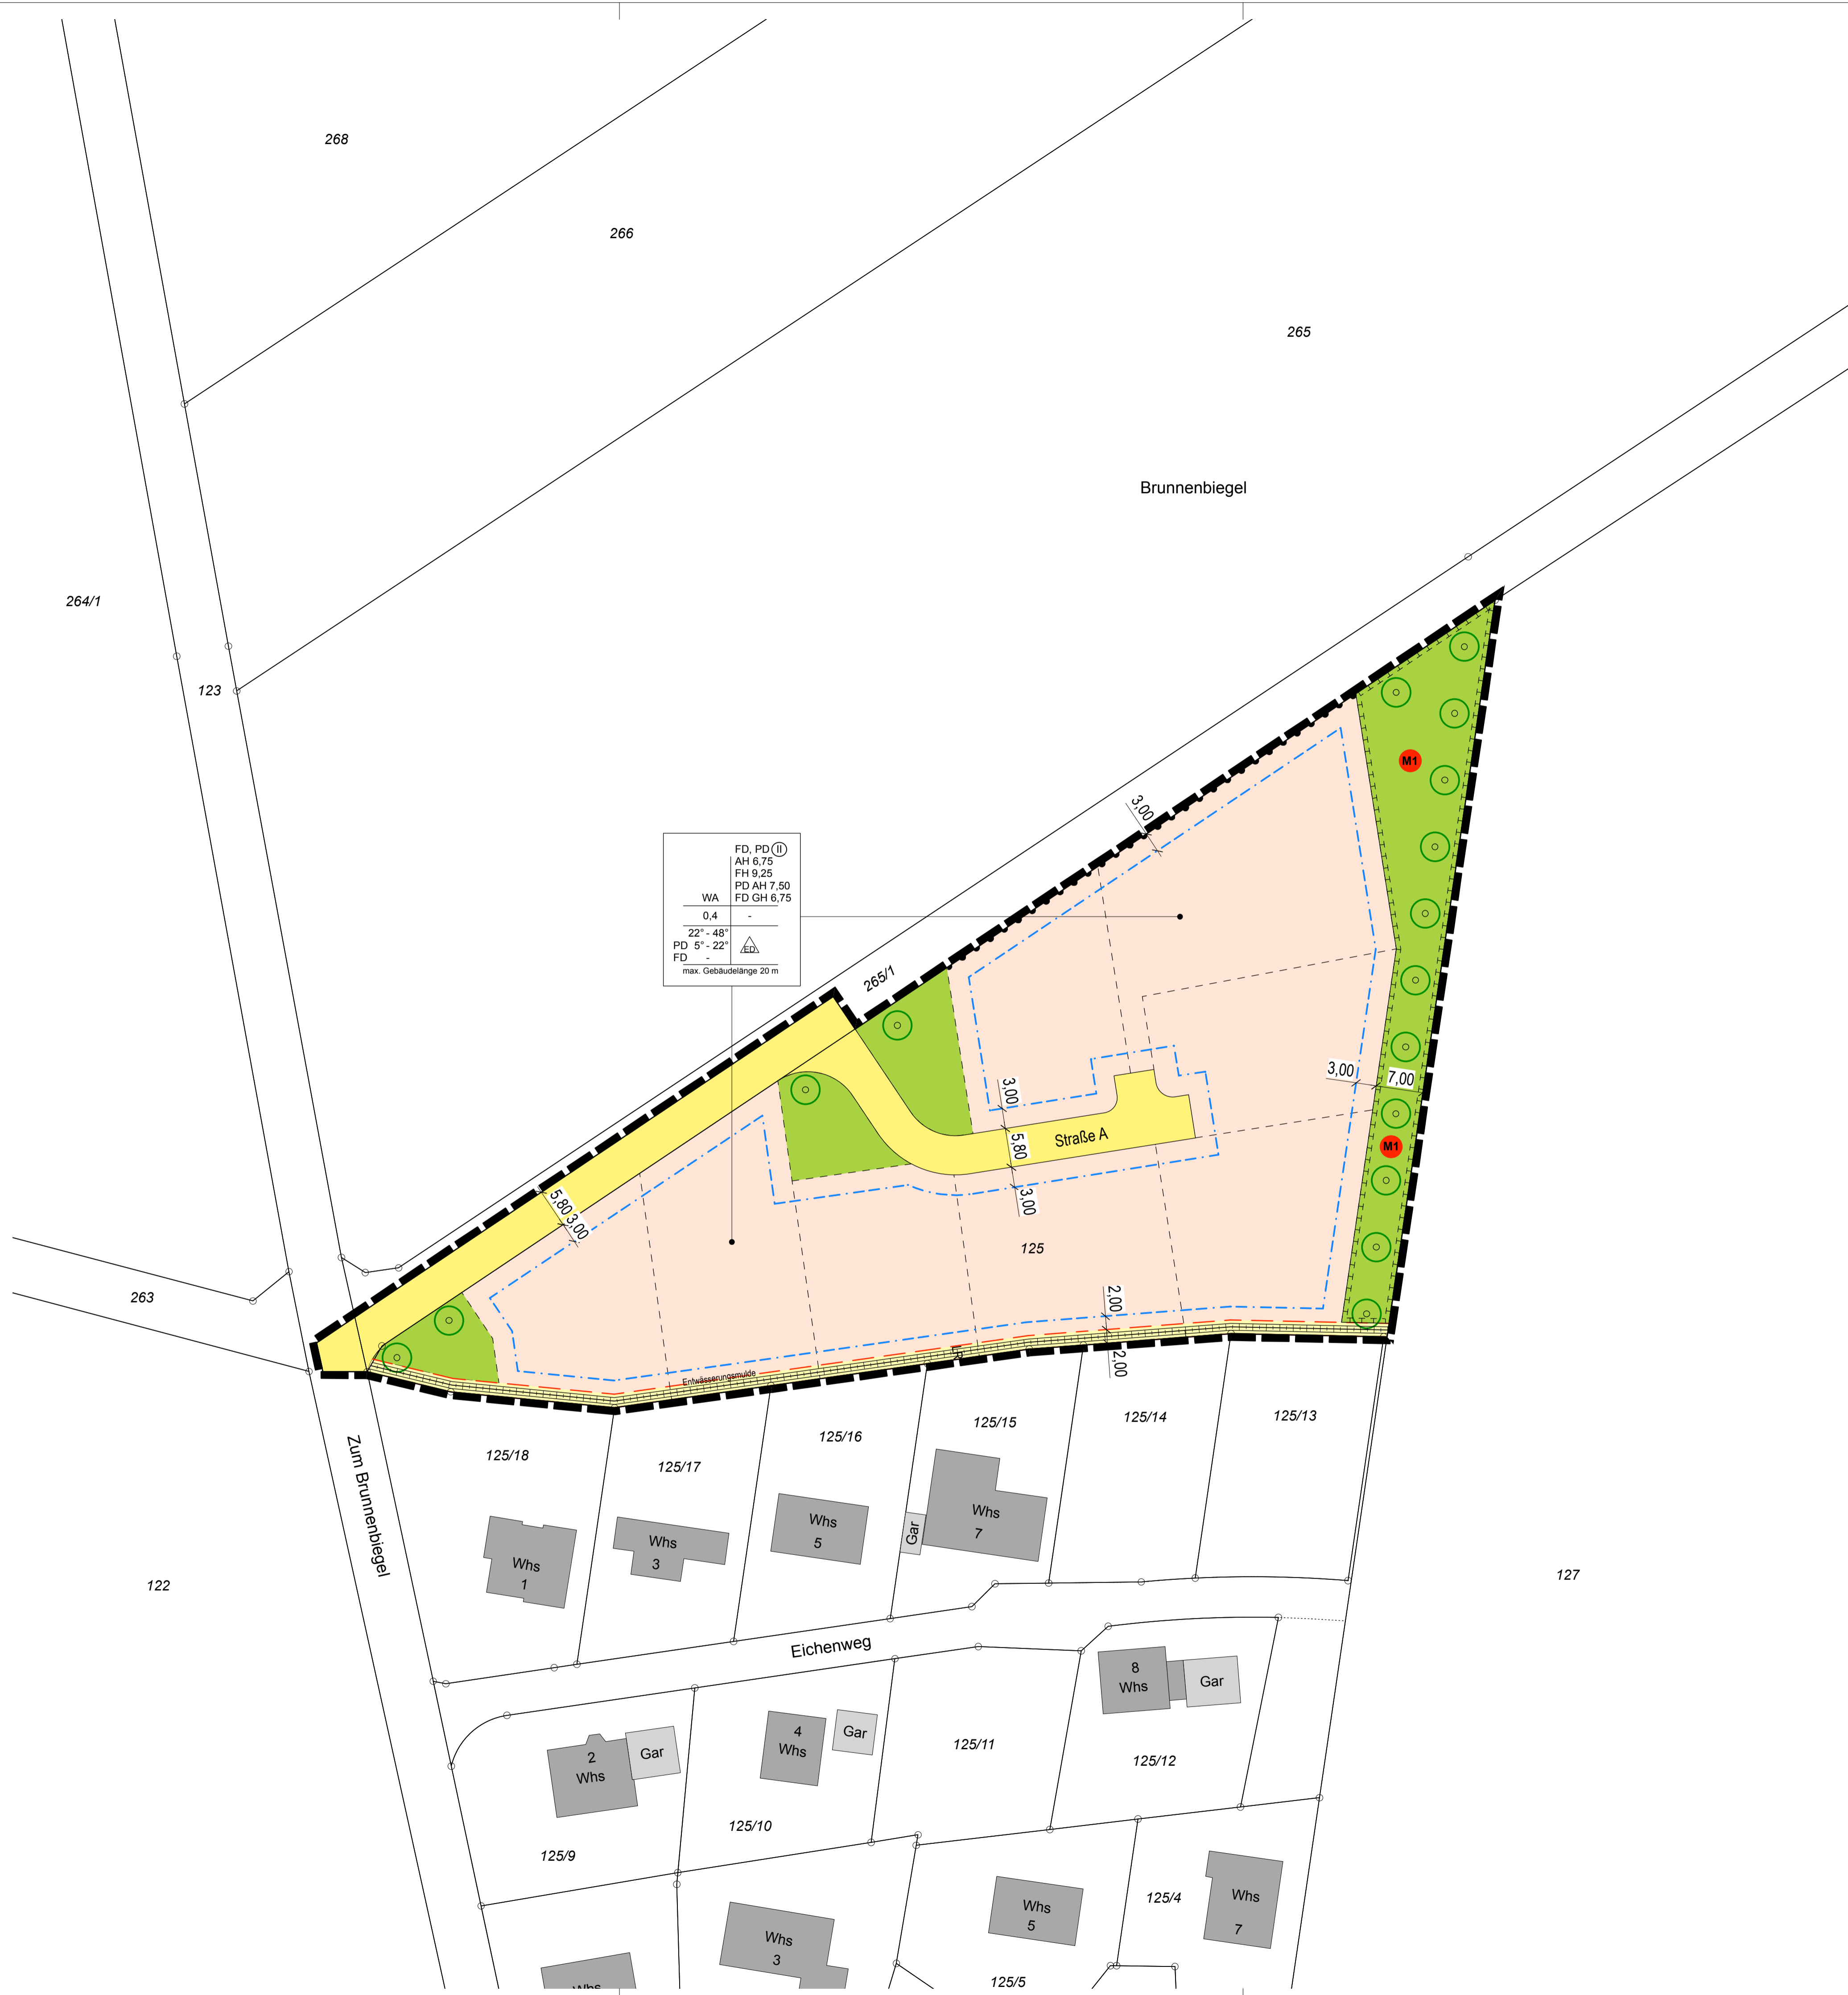 268
266
265
Brunnenbiegel
264/1
123
M1
3,00
FD, PD II
AH 6,75
FH 9,25
PD AH 7,50
WA FD GH 6,75
0,4 -
22° - 48°
PD 5° - 22° ED
FD -
max. Gebäudelänge 20 m
265/1
3,00 7,00
3,00
5,80
Straße A
M1
3,00
5,80 3,00
125
263
2,00
2,00
Entwässerungsmulde
Zum Brunnenbiegel
125/18
125/17
125/16
125/15
125/14
125/13
Whs
1
Whs
3
Whs
5
Gar
Whs
7
122
127
Eichenweg
2
Whs
Gar
4
Whs
Gar
125/11
8
Whs
Gar
125/12
125/9
125/10
Whs
3
Whs
5
125/4
Whs
7
Whs
125/5